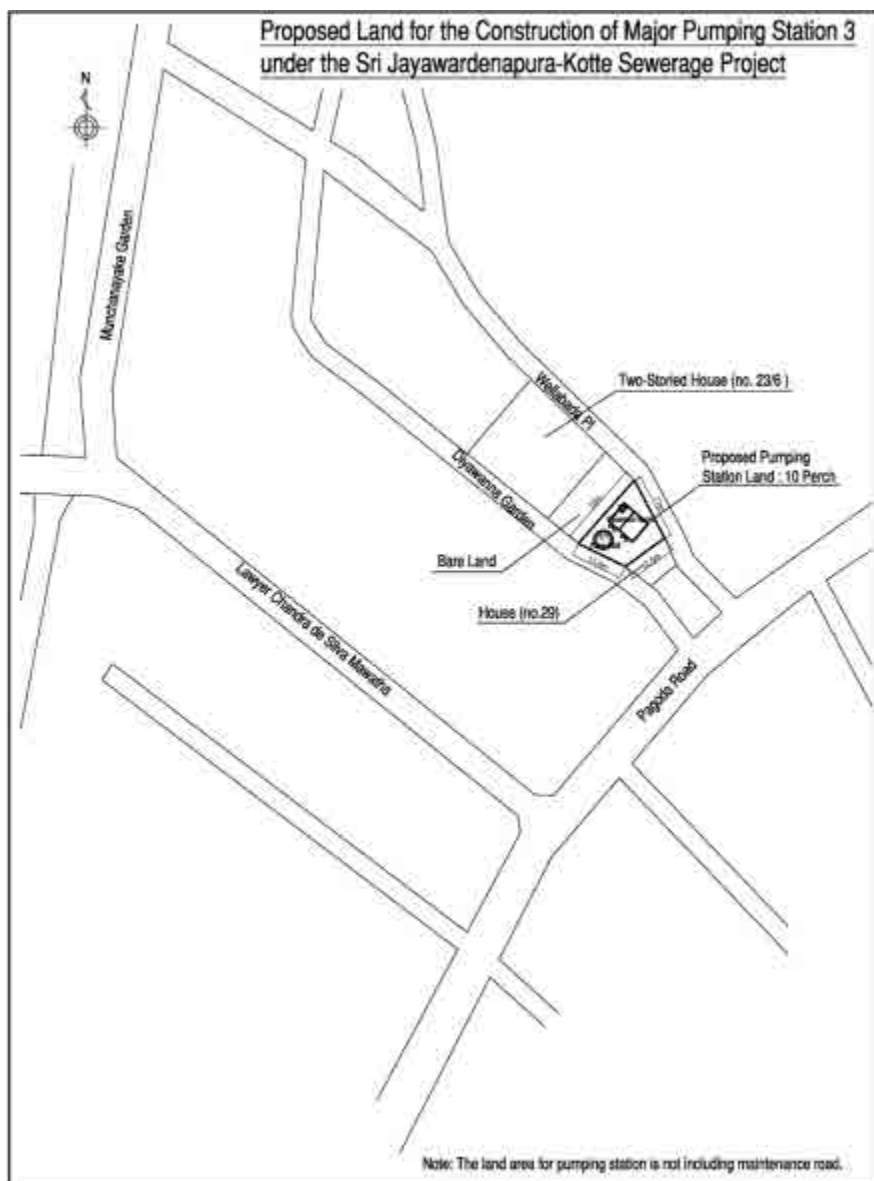 Proposed Land for the Construction of Major Pumping Station 3
under the Sri Jayawardenapura-Kotte Sewerage Project
N
Munchanayake Garden
Two-Storied House (no. 23/6 )
Wellabada Pl
Proposed Pumping
Station Land : 10 Perch
Diyawanna Garden
Bare Land
House (no.29)
Lawyer Chandra de Silva Mawatha
Pagoda Road
Note: The land area for pumping station is not including maintenance road.